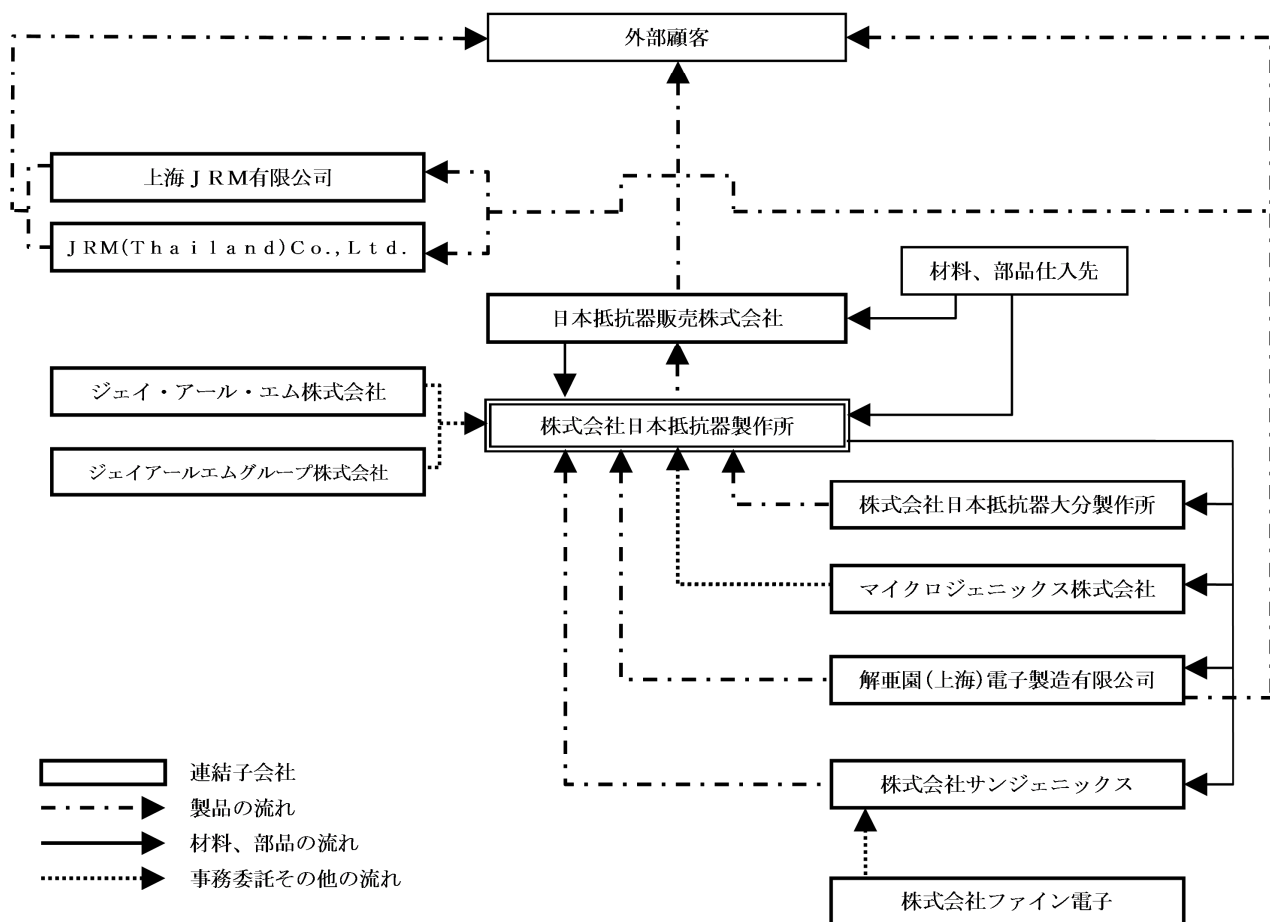 外部顧客
上海ＪＲＭ有限公司
ＪＲＭ(Ｔｈａｉｌａｎｄ)Ｃｏ.,Ｌｔｄ.
材料、部品仕入先
日本抵抗器販売株式会社
ジェイ・アール・エム株式会社
株式会社日本抵抗器製作所
ジェイアールエムグループ株式会社
株式会社日本抵抗器大分製作所
マイクロジェニックス株式会社
解亜園(上海)電子製造有限公司
株式会社サンジェニックス
株式会社ファイン電子
連結子会社
製品の流れ
材料、部品の流れ
事務委託その他の流れ